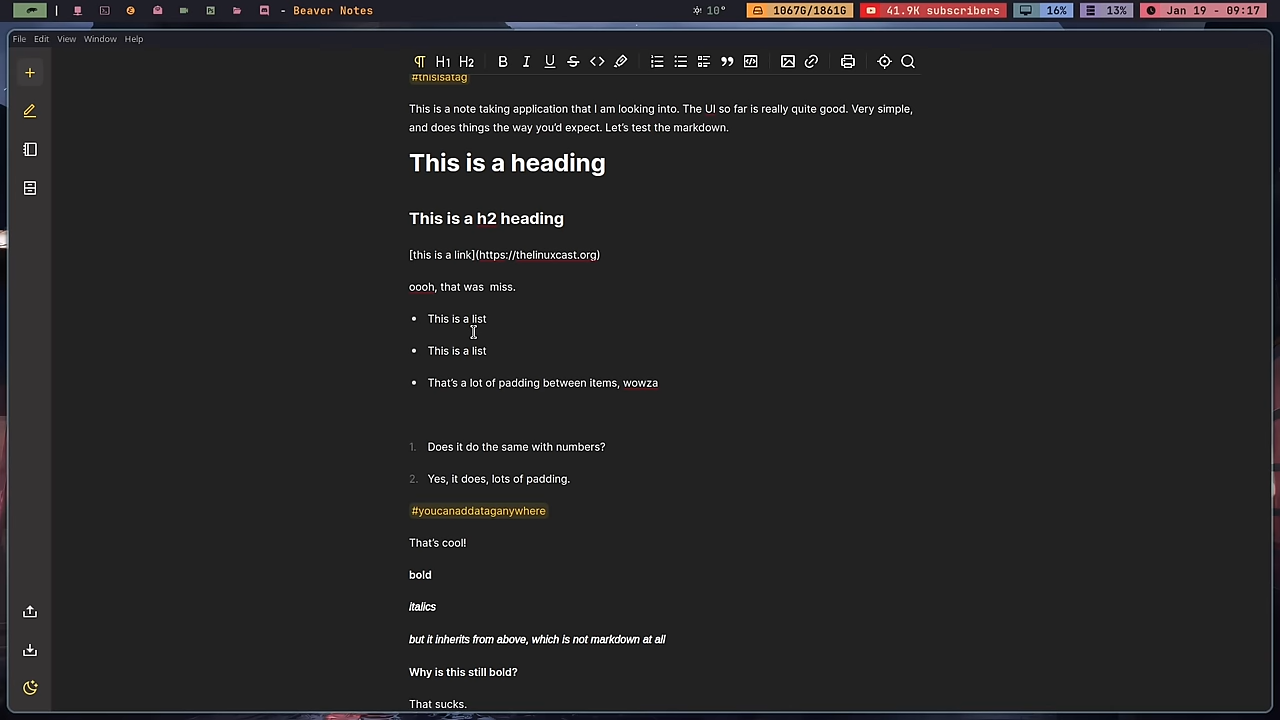 - Beaver Notes
10°
1067G/1861G
41.9K subscribers
16%
13%
Jan 19 - 09:17
File Edit View Window Help
H1 H2 B I U S
#thisisatag
This is a note taking application that I am looking into. The UI so far is really quite good. Very simple,
and does things the way you'd expect. Let's test the markdown.
This is a heading
This is a h2 heading
[this is a link](https://thelinuxcast.org)
oooh, that was  miss.
• This is a list
• This is a list
• That's a lot of padding between items, wowza
1. Does it do the same with numbers?
2. Yes, it does, lots of padding.
#youcanaddataganywhere
That's cool!
bold
italics
but it inherits from above, which is not markdown at all
Why is this still bold?
That sucks.